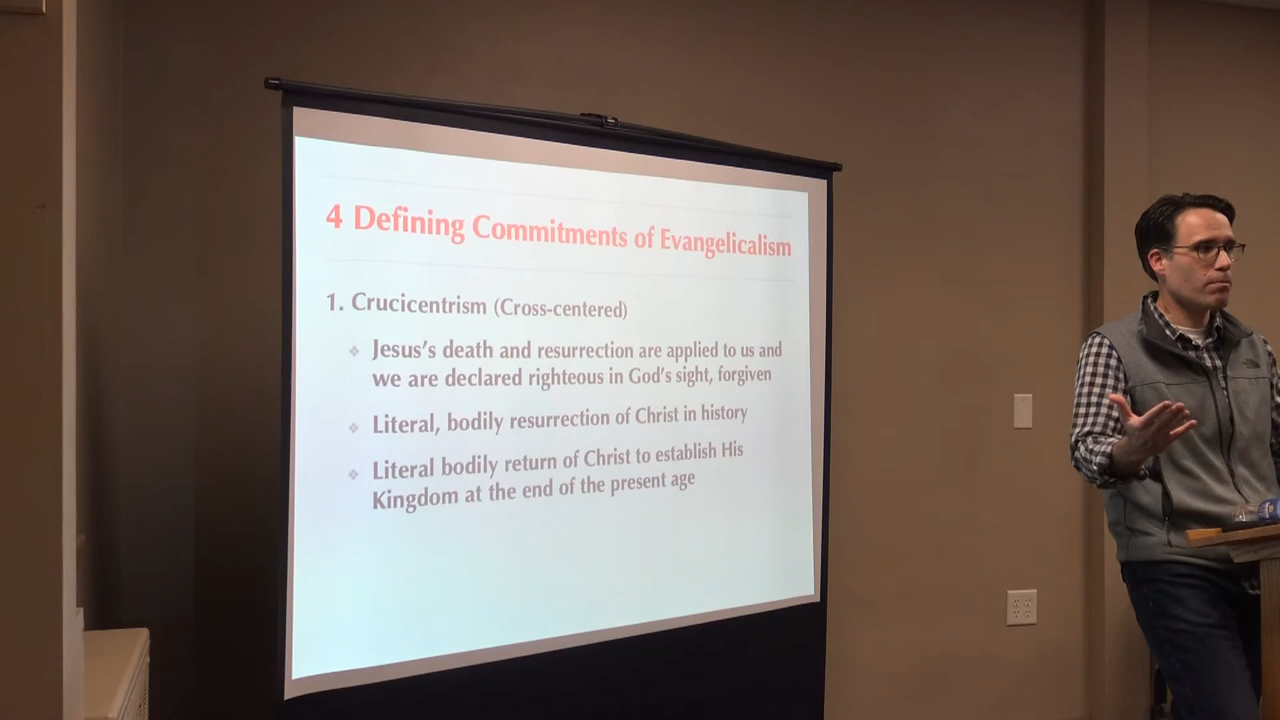 4 Defining Commitments of Evangelicalism
1. Crucicentrism (Cross-centered)
Jesus's death and resurrection are applied to us and
we are declared righteous in God's sight, forgiven
Literal, bodily resurrection of Christ in history
Literal bodily return of Christ to establish His
Kingdom at the end of the present age